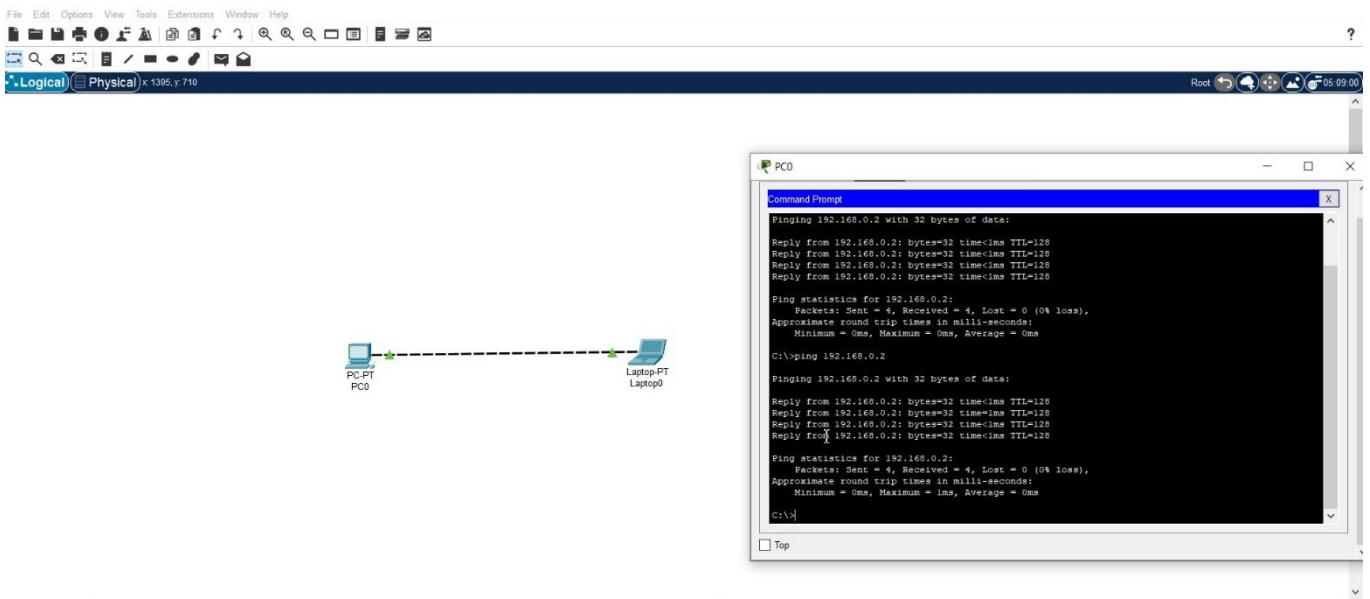 File Edit Options View Tools Extensions Window Help
?
Logical Physical x: 1395, y: 710 Root 05:09:00
PC0
Command Prompt X
Pinging 192.168.0.2 with 32 bytes of data:
Reply from 192.168.0.2: bytes=32 time<1ms TTL=128
Reply from 192.168.0.2: bytes=32 time<1ms TTL=128
Reply from 192.168.0.2: bytes=32 time<1ms TTL=128
Reply from 192.168.0.2: bytes=32 time<1ms TTL=128
Ping statistics for 192.168.0.2:
Packets: Sent = 4, Received = 4, Lost = 0 (0% loss),
Approximate round trip times in milli-seconds:
Minimum = 0ms, Maximum = 0ms, Average = 0ms
C:\>ping 192.168.0.2
Pinging 192.168.0.2 with 32 bytes of data:
Reply from 192.168.0.2: bytes=32 time<1ms TTL=128
Reply from 192.168.0.2: bytes=32 time=1ms TTL=128
Reply from 192.168.0.2: bytes=32 time<1ms TTL=128
Reply from 192.168.0.2: bytes=32 time<1ms TTL=128
Ping statistics for 192.168.0.2:
Packets: Sent = 4, Received = 4, Lost = 0 (0% loss),
Approximate round trip times in milli-seconds:
Minimum = 0ms, Maximum = 1ms, Average = 0ms
C:\>
Top
PC-PT
PC0
Laptop-PT
Laptop0